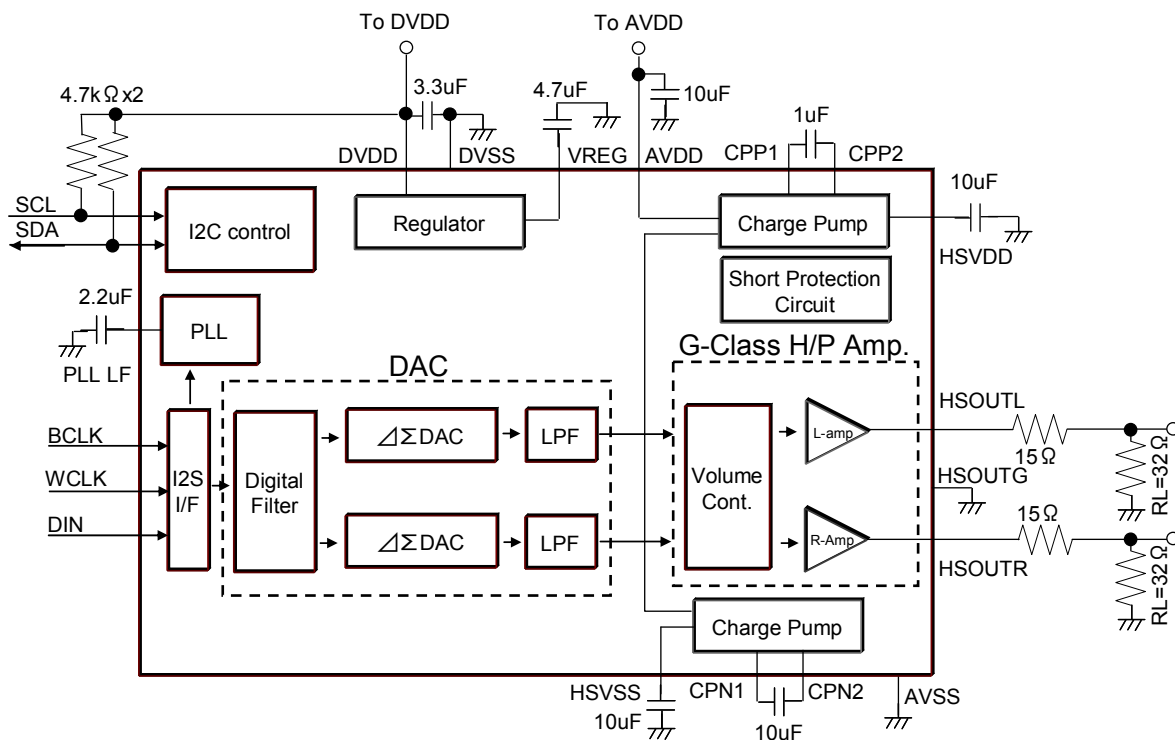 To DVDD
To AVDD
4.7kΩx2
3.3uF
4.7uF
10uF
1uF
DVDD
DVSS
VREG
AVDD
CPP1
CPP2
10uF
SCL
SDA
I2C control
Regulator
Charge Pump
HSVDD
Short Protection
Circuit
2.2uF
PLL
PLL LF
DAC
G-Class H/P Amp.
BCLK
WCLK
DIN
I2S
I/F
Digital
Filter
⊿ΣDAC
LPF
⊿ΣDAC
LPF
Volume
Cont.
L-amp
R-Amp
HSOUTL
15Ω
RL=32Ω
HSOUTG
15Ω
HSOUTR
RL=32Ω
Charge Pump
HSVSS
10uF
CPN1
CPN2
10uF
AVSS